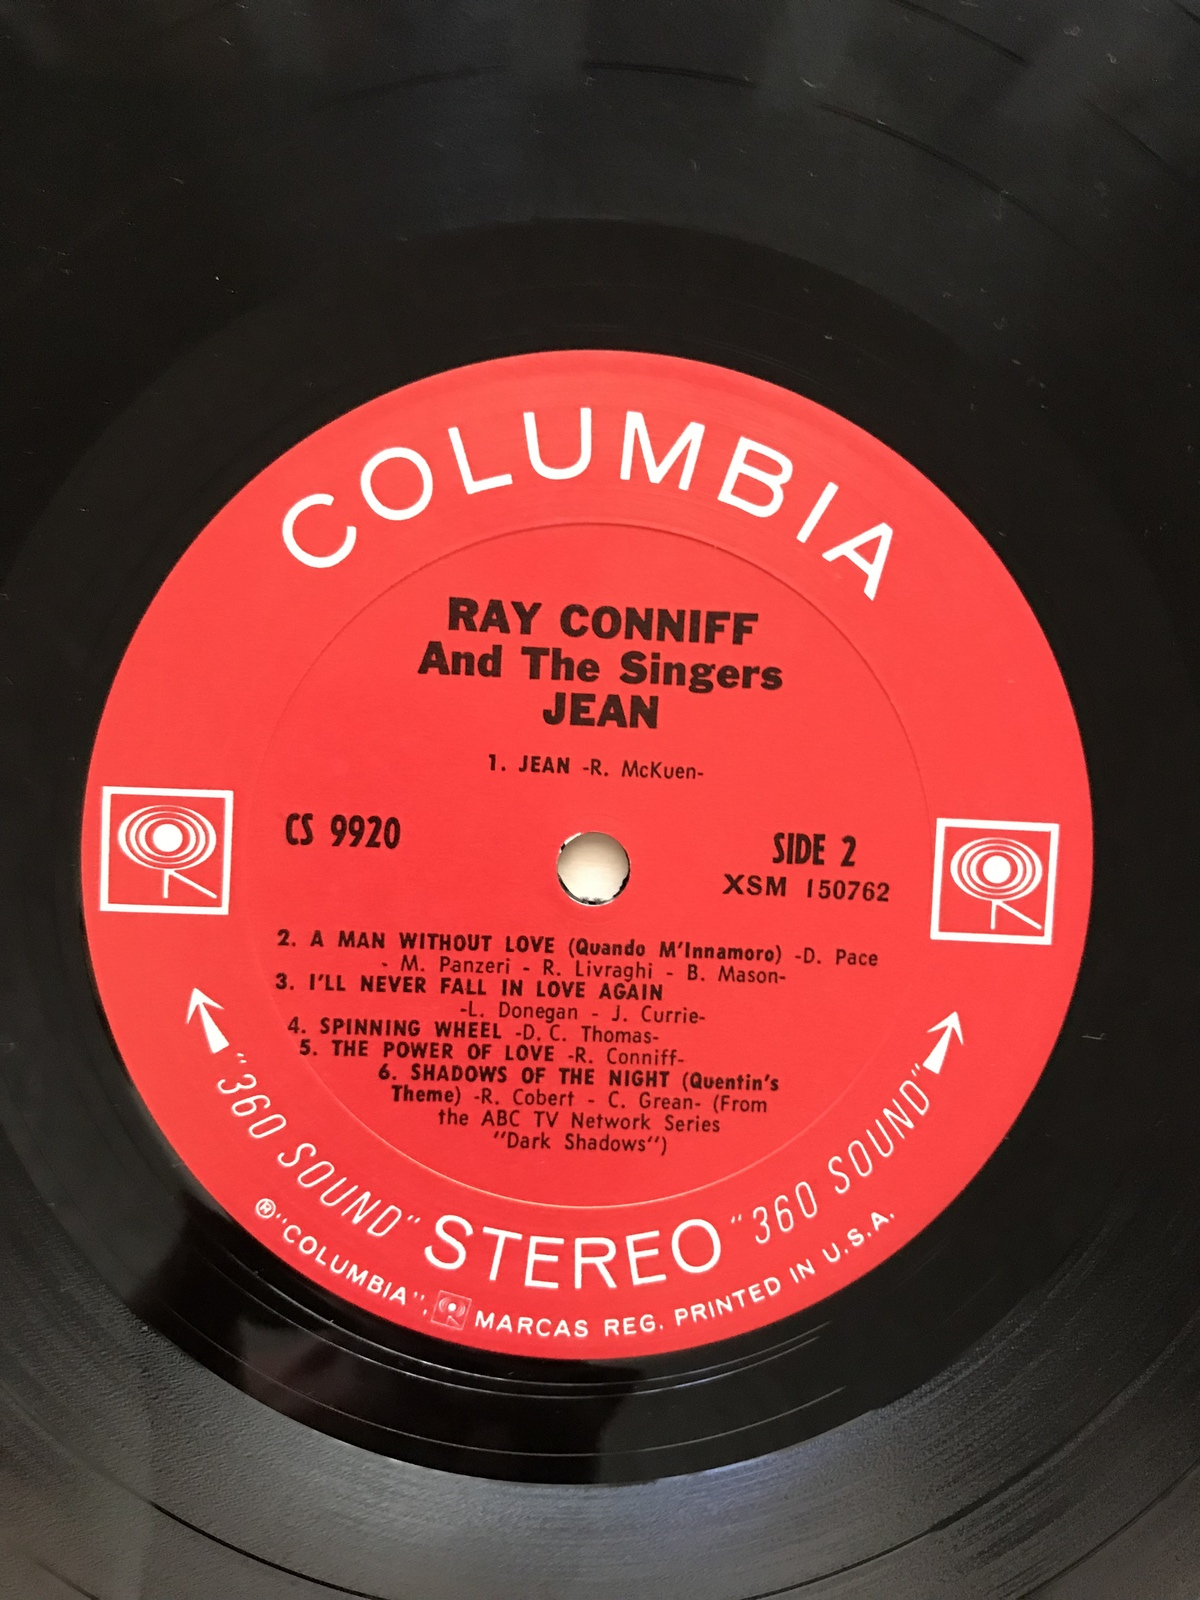 COLUMBIA
RAY CONNIFF
And The Singers
JEAN
1. JEAN -R. McKuen-
CS 9920
SIDE 2
XSM 150762
2. A MAN WITHOUT LOVE (Quando M'Innamoro) -D. Pace
- M. Panzeri - R. Livraghi - B. Mason-
3. I'LL NEVER FALL IN LOVE AGAIN
-L. Donegan - J. Currie-
4. SPINNING WHEEL -D. C. Thomas-
5. THE POWER OF LOVE -R. Conniff-
6. SHADOWS OF THE NIGHT (Quentin's
Theme) -R. Cobert - C. Grean- (From
the ABC TV Network Series
"Dark Shadows")
"360 SOUND" STEREO "360 SOUND"
® "COLUMBIA", MARCAS REG. PRINTED IN U.S.A.